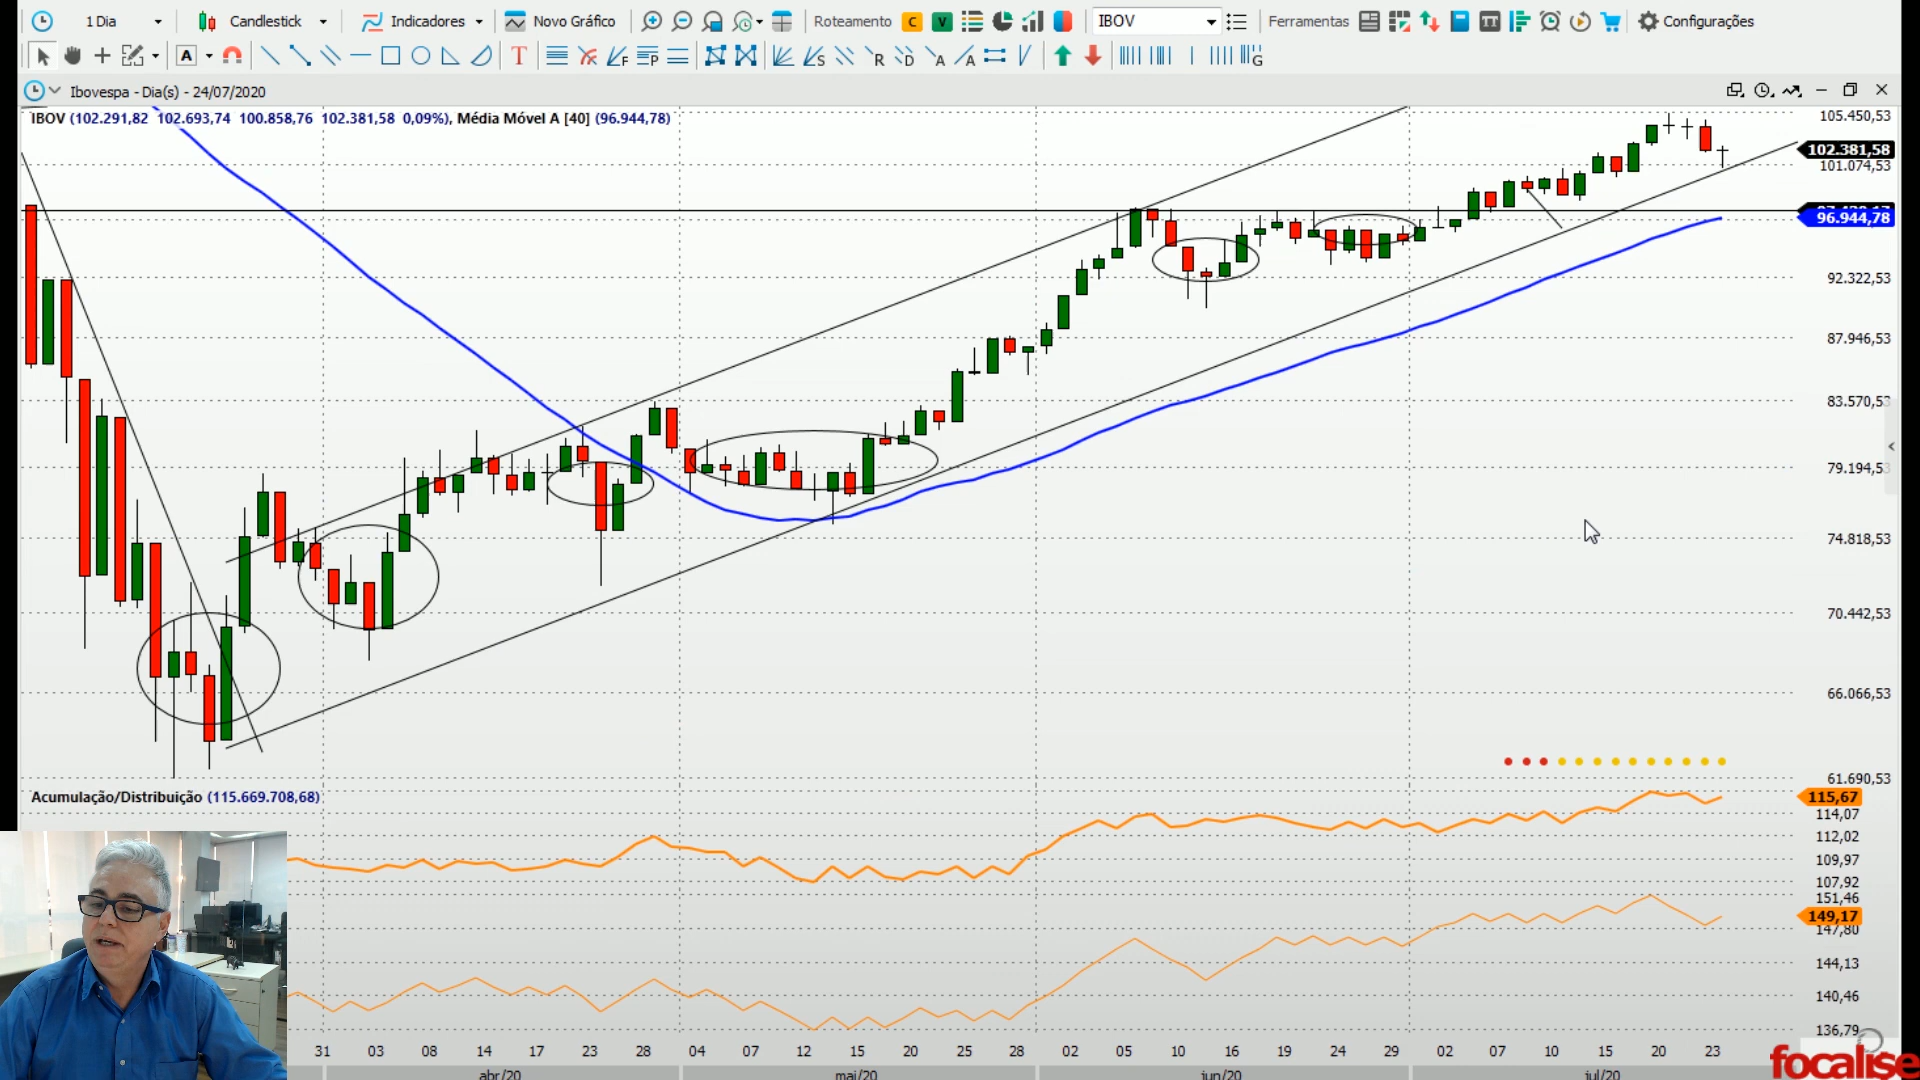 1 Dia Candlestick Indicadores Novo Gráfico Roteamento C V IBOV Ferramentas Configurações
A T F P S R D A A G
Ibovespa - Dia(s) - 24/07/2020
IBOV (102.291,82 102.693,74 100.858,76 102.381,58 0,09%), Média Móvel A [40] (96.944,78)
105.450,53
102.381,58
101.074,53
96.944,78
92.322,53
87.946,53
83.570,53
79.194,53
74.818,53
70.442,53
66.066,53
61.690,53
Acumulação/Distribuição (115.669.708,68)
115,67
114,07
112,02
109,97
107,92
151,46
149,17
147,80
144,13
140,46
136,79
31 03 08 14 17 23 28 04 07 12 15 20 25 28 02 05 10 16 19 24 29 02 07 10 15 20 23
abr/20 mai/20 jun/20 jul/20
focalise